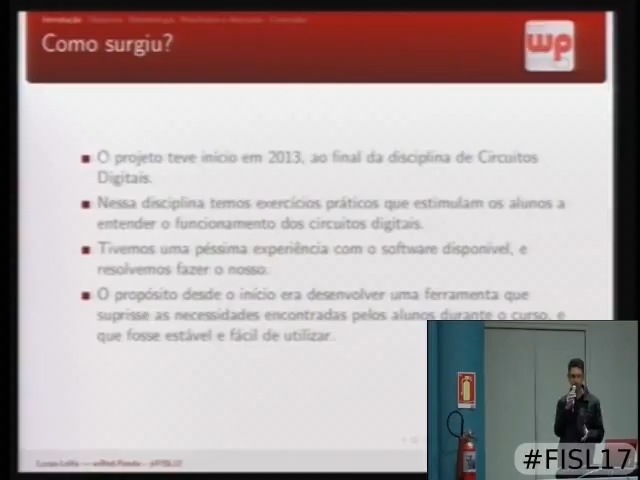 Introdução
Como surgiu?
wp
O projeto teve início em 2013, ao final da disciplina de Circuitos
Digitais.
Nessa disciplina temos exercícios práticos que estimulam os alunos a
entender o funcionamento dos circuitos digitais.
Tivemos uma péssima experiência com o software disponível, e
resolvemos fazer o nosso.
O propósito desde o início era desenvolver uma ferramenta que
suprisse as necessidades encontradas pelos alunos durante o curso, e
que fosse estável e fácil de utilizar.
#FISL17